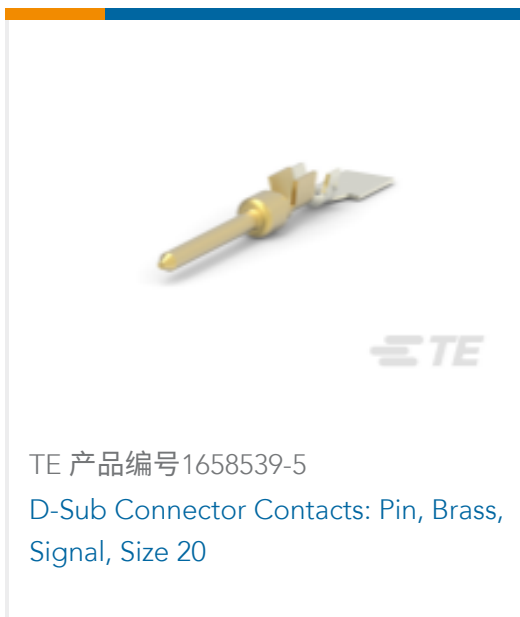 TE
TE 产品编号1658539-5
D-Sub Connector Contacts: Pin, Brass,
Signal, Size 20